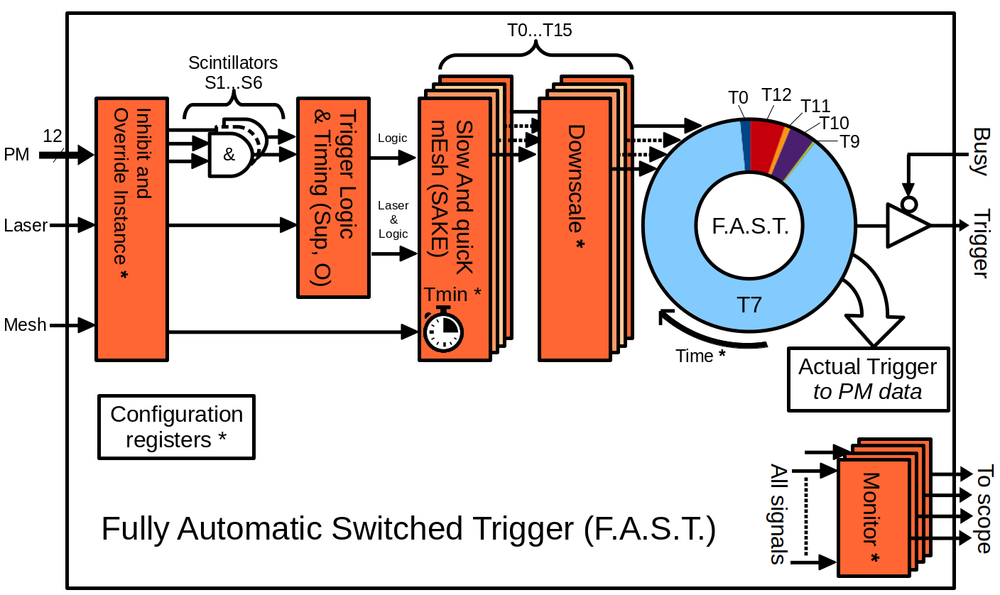 T0...T15
Scintillators
S1...S6
T0
T12
T11
T10
T9
12
PM
Laser
Mesh
Inhibit and
Override Instance *
&
Trigger Logic
& Timing (Sup, O)
Logic
Laser
&
Logic
Slow And quicK
mEsh (SAKE)
Tmin *
Downscale *
F.A.S.T.
T7
Time *
Busy
Trigger
Actual Trigger
to PM data
Configuration
registers *
All signals
Monitor *
To scope
Fully Automatic Switched Trigger (F.A.S.T.)